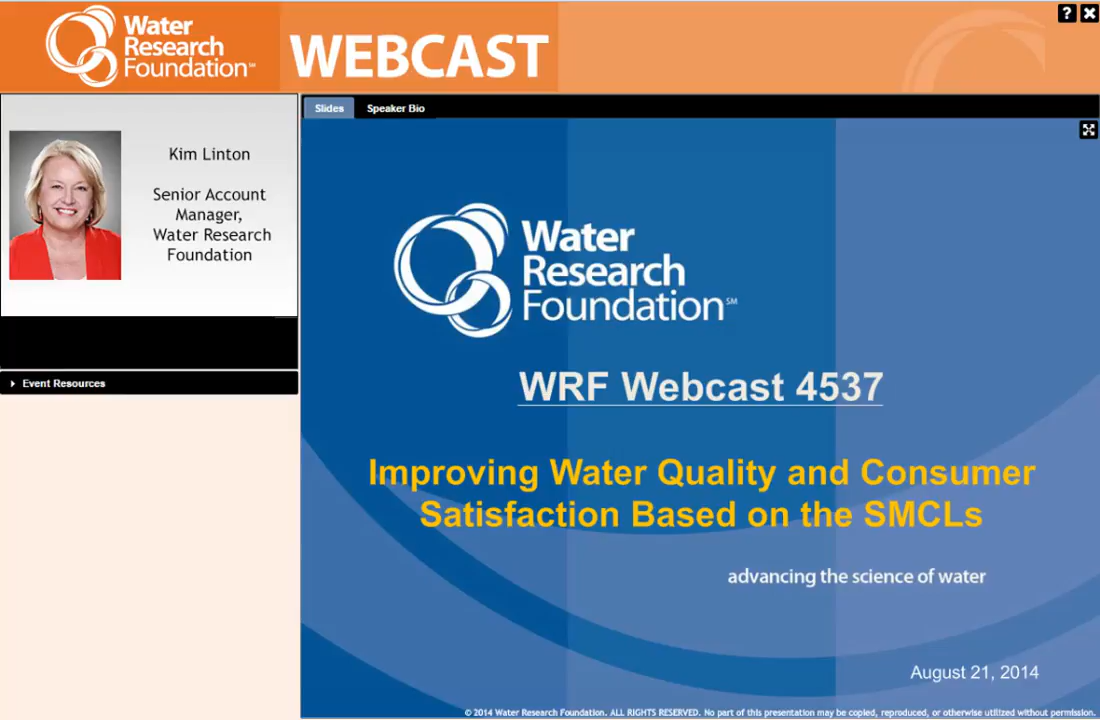 Water
Research
Foundation℠
WEBCAST
? ×
Slides Speaker Bio
Kim Linton
Senior Account
Manager,
Water Research
Foundation
Event Resources
Water
Research
Foundation℠
WRF Webcast 4537
Improving Water Quality and Consumer
Satisfaction Based on the SMCLs
advancing the science of water
August 21, 2014
© 2014 Water Research Foundation. ALL RIGHTS RESERVED. No part of this presentation may be copied, reproduced, or otherwise utilized without permission.